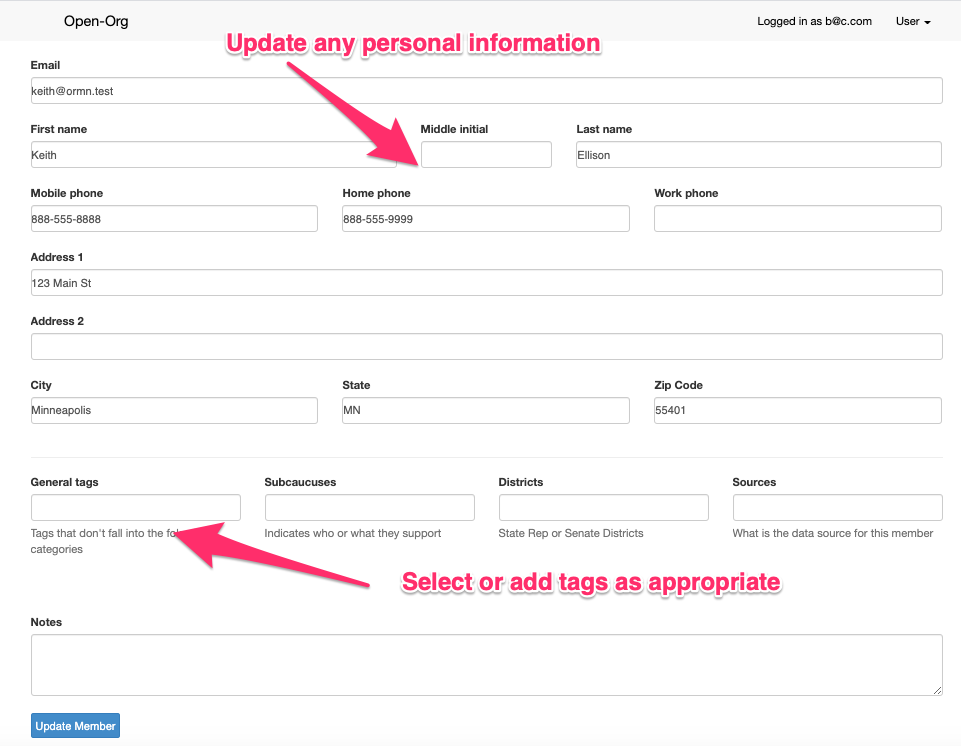 Open-Org Logged in as b@c.com User
Update any personal information
Email
keith@ormn.test
First name Middle initial Last name
Keith Ellison
Mobile phone Home phone Work phone
888-555-8888 888-555-9999
Address 1
123 Main St
Address 2
City State Zip Code
Minneapolis MN 55401
General tags Subcaucuses Districts Sources
Tags that don't fall into the Indicates who or what they support State Rep or Senate Districts What is the data source for this member
categories
Select or add tags as appropriate
Notes
Update Member